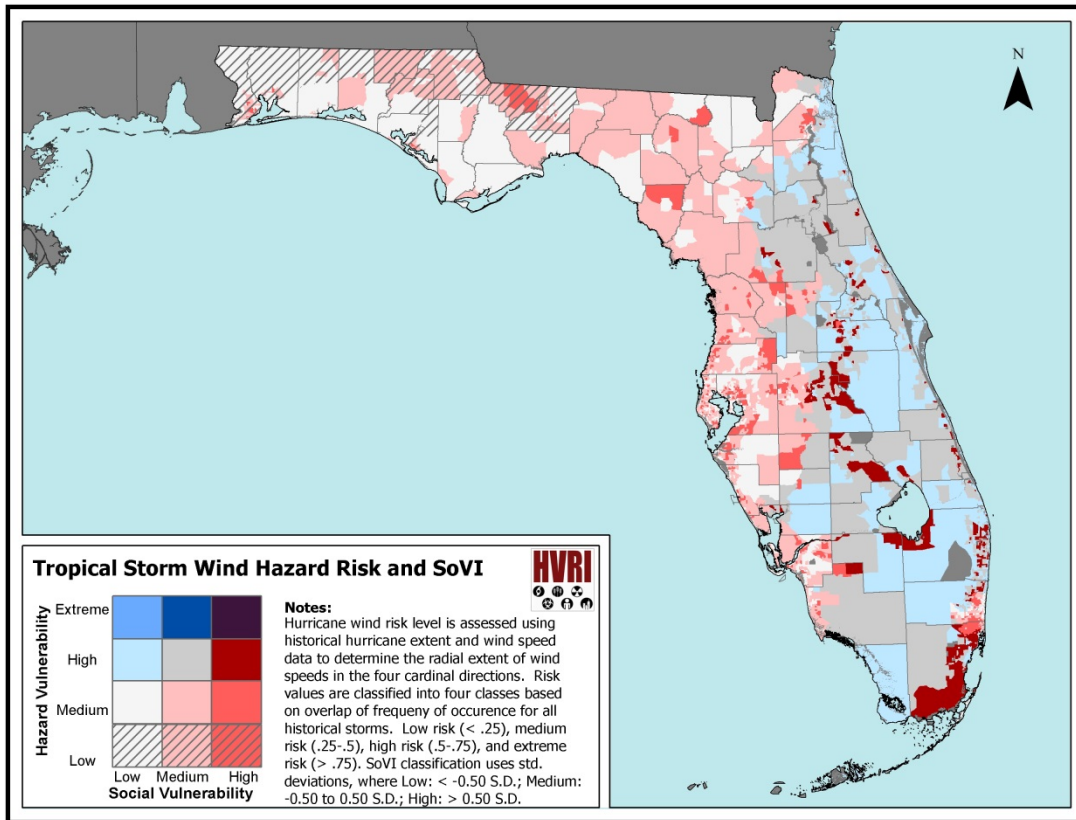 N
Tropical Storm Wind Hazard Risk and SoVI
HVRI
Hazard Vulnerability
Extreme
High
Medium
Low
Low Medium High
Social Vulnerability
Notes:
Hurricane wind risk level is assessed using
historical hurricane extent and wind speed
data to determine the radial extent of wind
speeds in the four cardinal directions. Risk
values are classified into four classes based
on overlap of frequeny of occurence for all
historical storms. Low risk (< .25), medium
risk (.25-.5), high risk (.5-.75), and extreme
risk (> .75). SoVI classification uses std.
deviations, where Low: < -0.50 S.D.; Medium:
-0.50 to 0.50 S.D.; High: > 0.50 S.D.